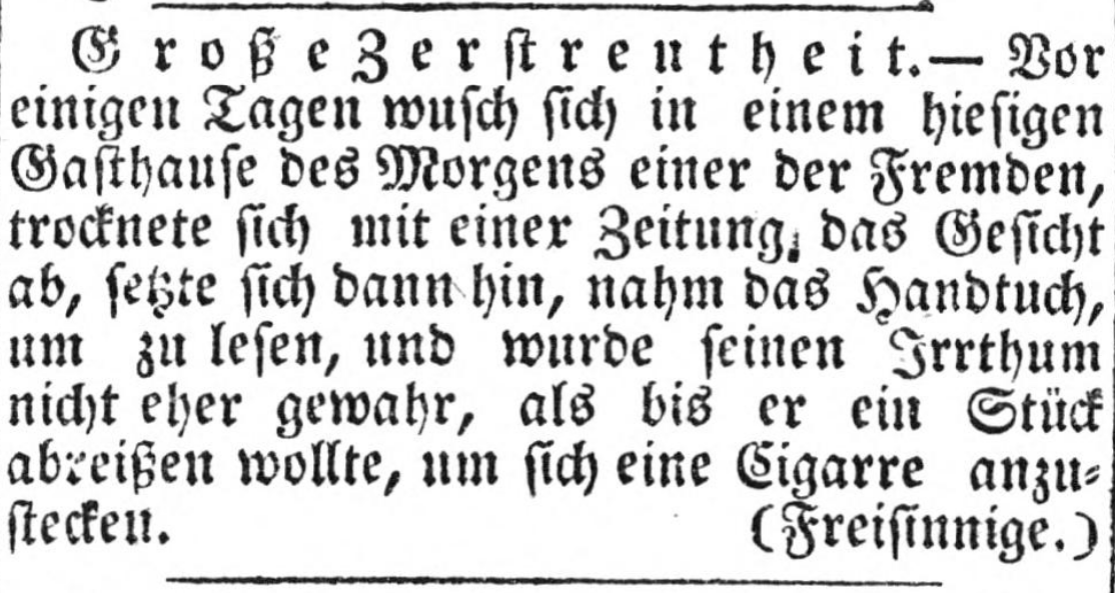 Große Zerstreutheit. — Vor
einigen Tagen wusch sich in einem hiesigen
Gasthause des Morgens einer der Fremden,
trocknete sich mit einer Zeitung, das Gesicht
ab, setzte sich dann hin, nahm das Handtuch,
um zu lesen, und wurde seinen Irrthum
nicht eher gewahr, als bis er ein Stück
abreißen wollte, um sich eine Cigarre anzu-
stecken. (Freisinnige.)